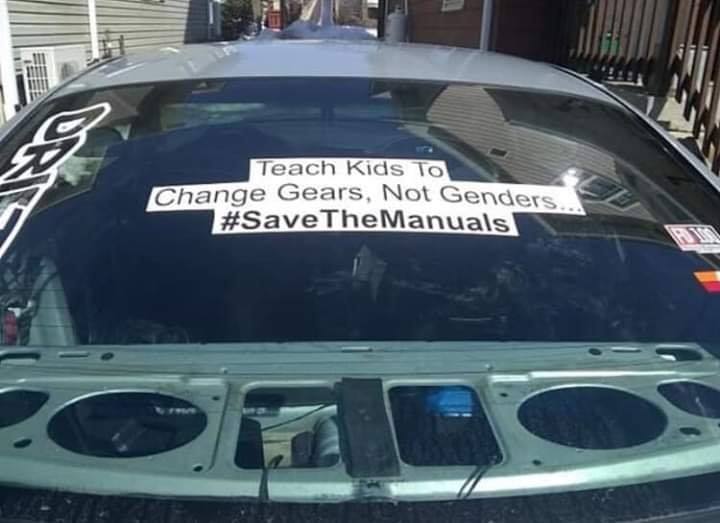 Teach Kids To
Change Gears, Not Genders...
#SaveTheManuals